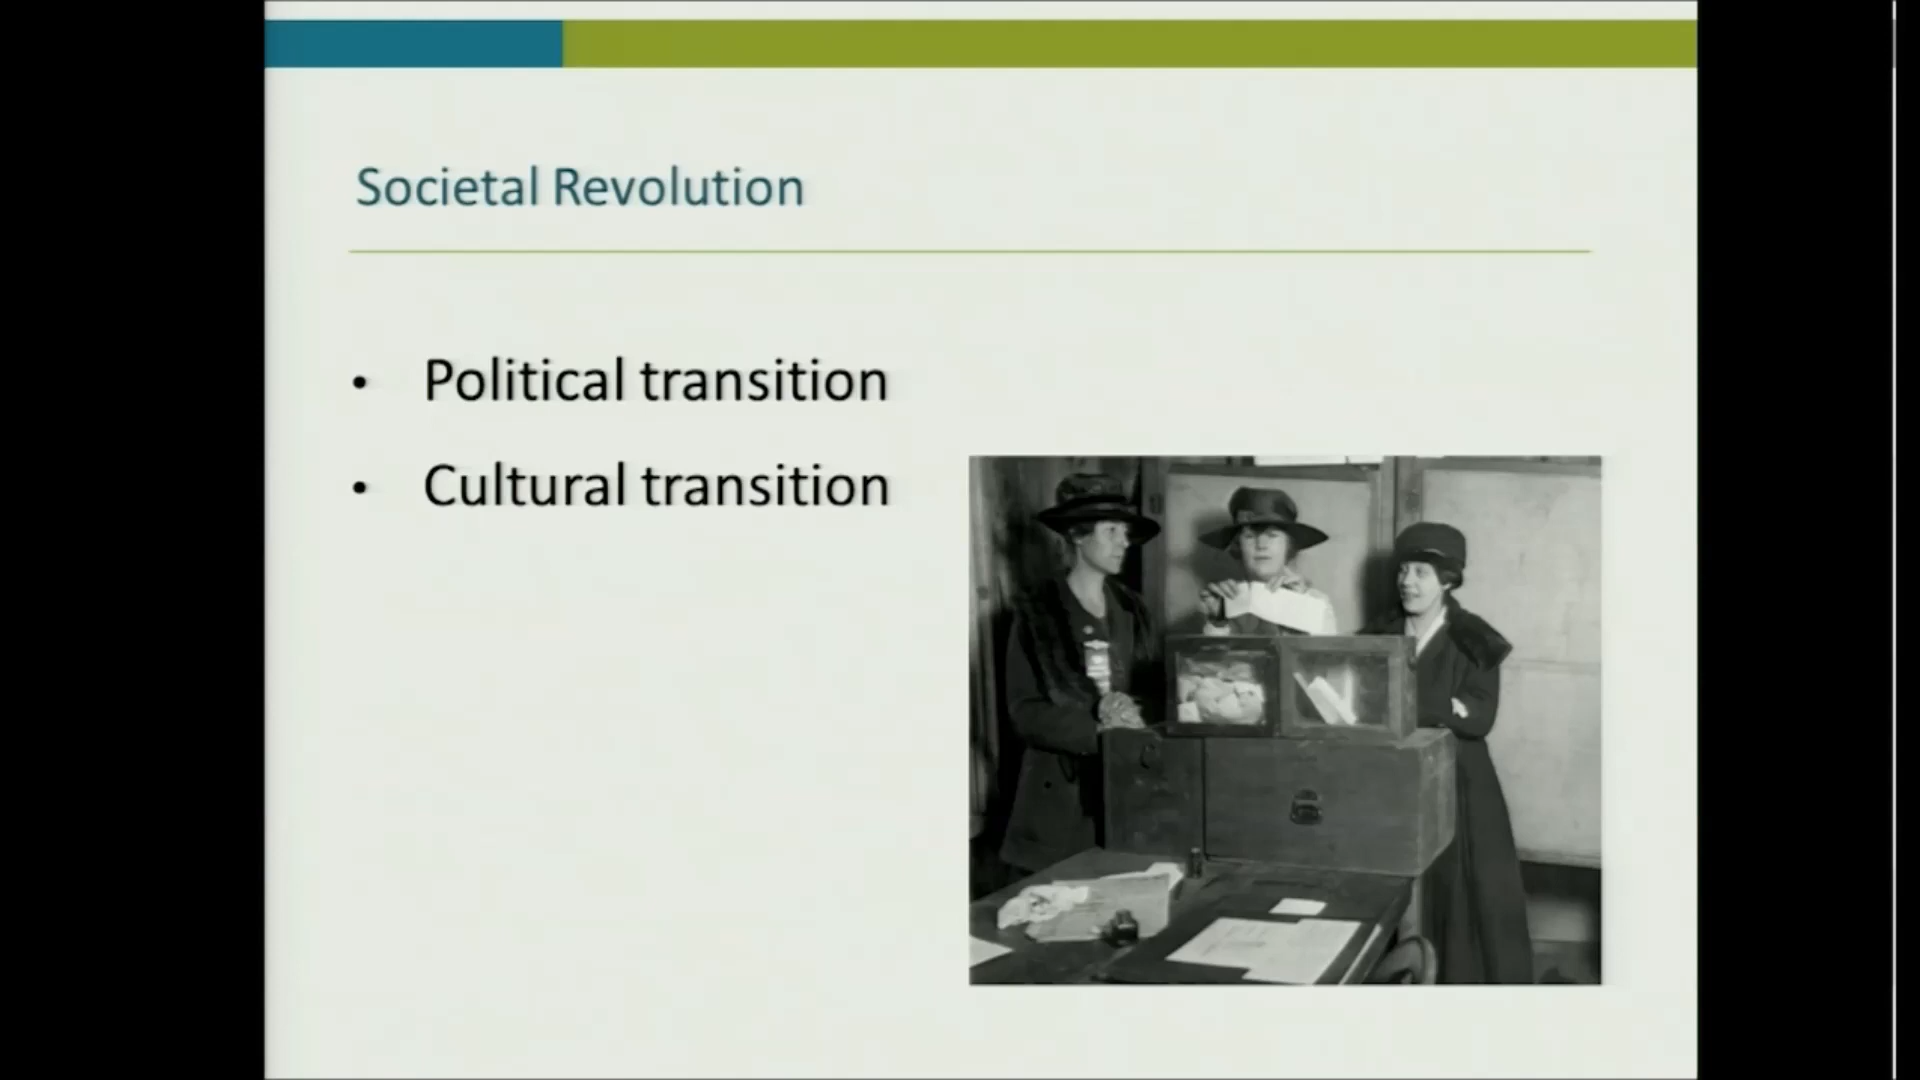 Societal Revolution
• Political transition
• Cultural transition